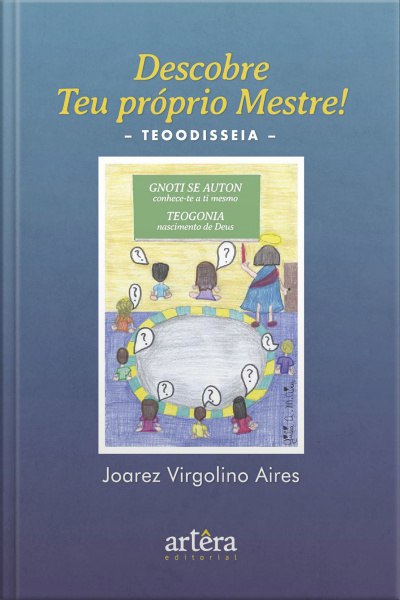 Descobre
Teu próprio Mestre!
– TEOODISSEIA –
GNOTI SE AUTON
conhece-te a ti mesmo
TEOGONIA
nascimento de Deus
?
?
?
?
?
?
?
?
?
?
Joarez Virgolino Aires
artêra
editorial